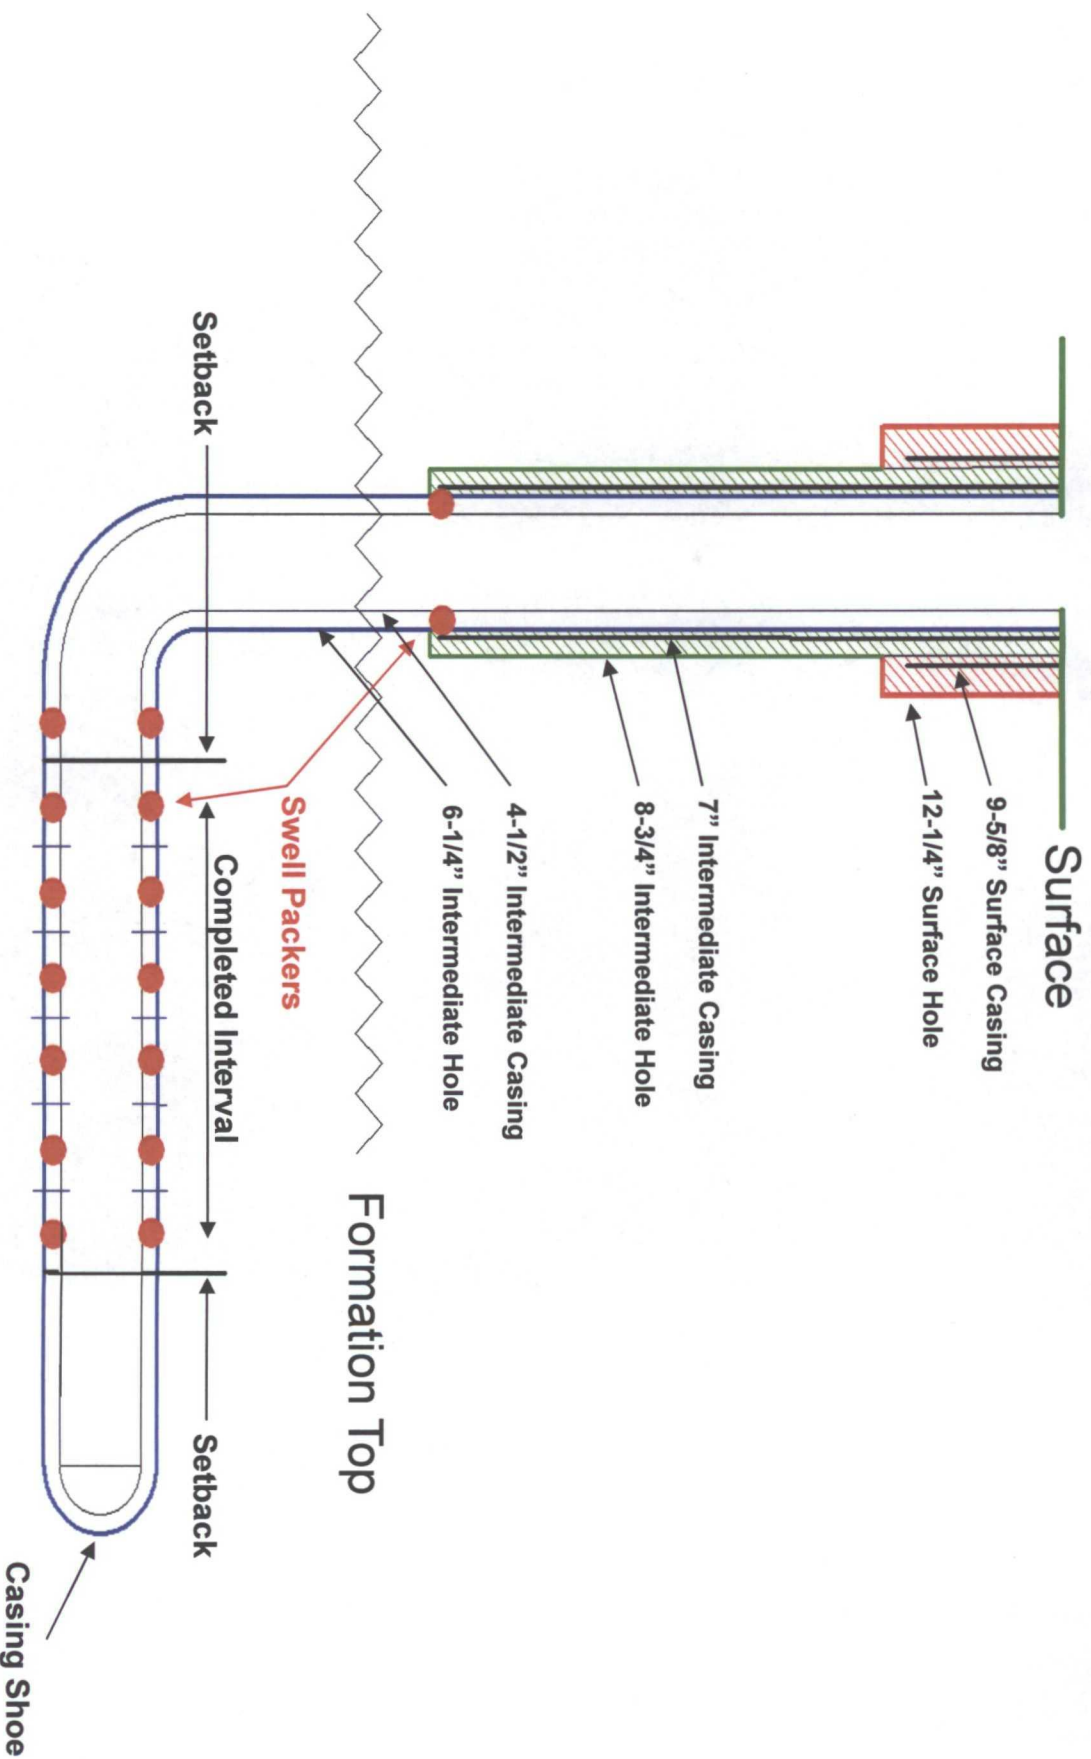 Surface
9-5/8” Surface Casing
12-1/4” Surface Hole
7” Intermediate Casing
8-3/4” Intermediate Hole
4-1/2” Intermediate Casing
6-1/4” Intermediate Hole
Formation Top
Swell Packers
Setback
Completed Interval
Setback
Casing Shoe